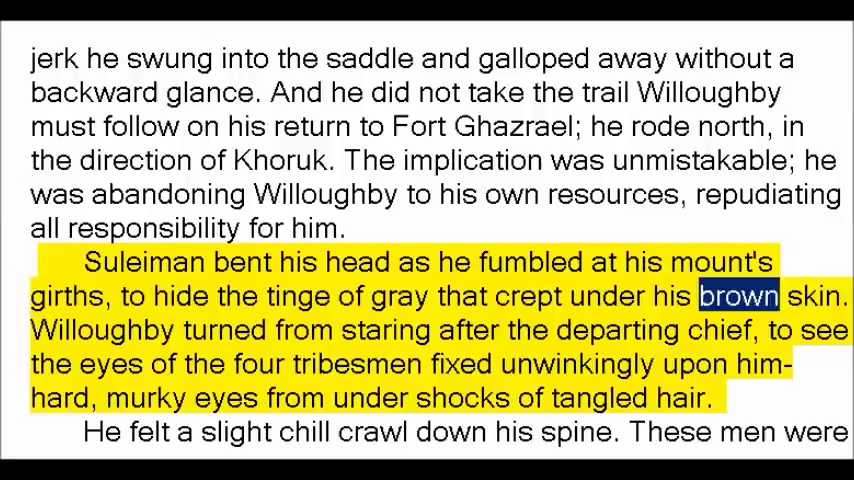 jerk he swung into the saddle and galloped away without a
backward glance. And he did not take the trail Willoughby
must follow on his return to Fort Ghazrael; he rode north, in
the direction of Khoruk. The implication was unmistakable; he
was abandoning Willoughby to his own resources, repudiating
all responsibility for him.
Suleiman bent his head as he fumbled at his mount's
girths, to hide the tinge of gray that crept under his brown skin.
Willoughby turned from staring after the departing chief, to see
the eyes of the four tribesmen fixed unwinkingly upon him-
hard, murky eyes from under shocks of tangled hair.
He felt a slight chill crawl down his spine. These men were